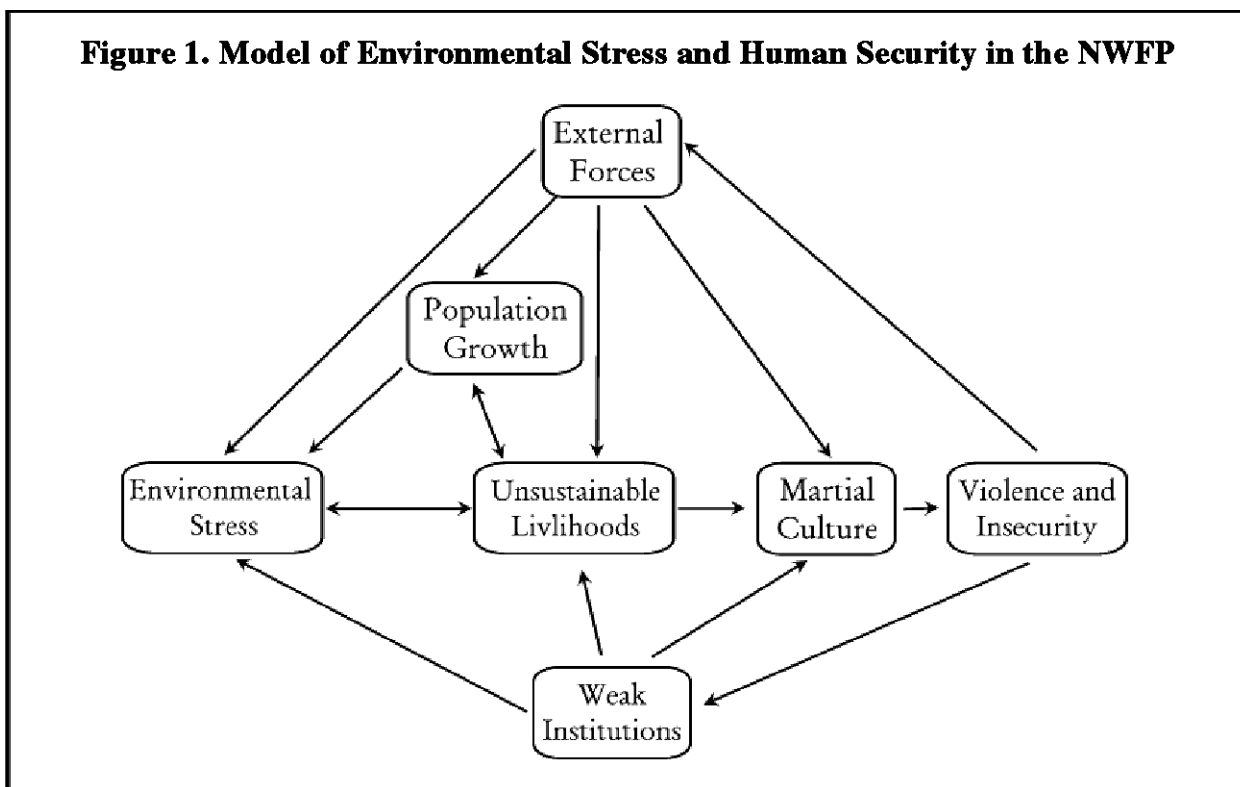 Figure 1. Model of Environmental Stress and Human Security in the NWFP
External
Forces
Population
Growth
Environmental
Stress
Unsustainable
Livlihoods
Martial
Culture
Violence and
Insecurity
Weak
Institutions